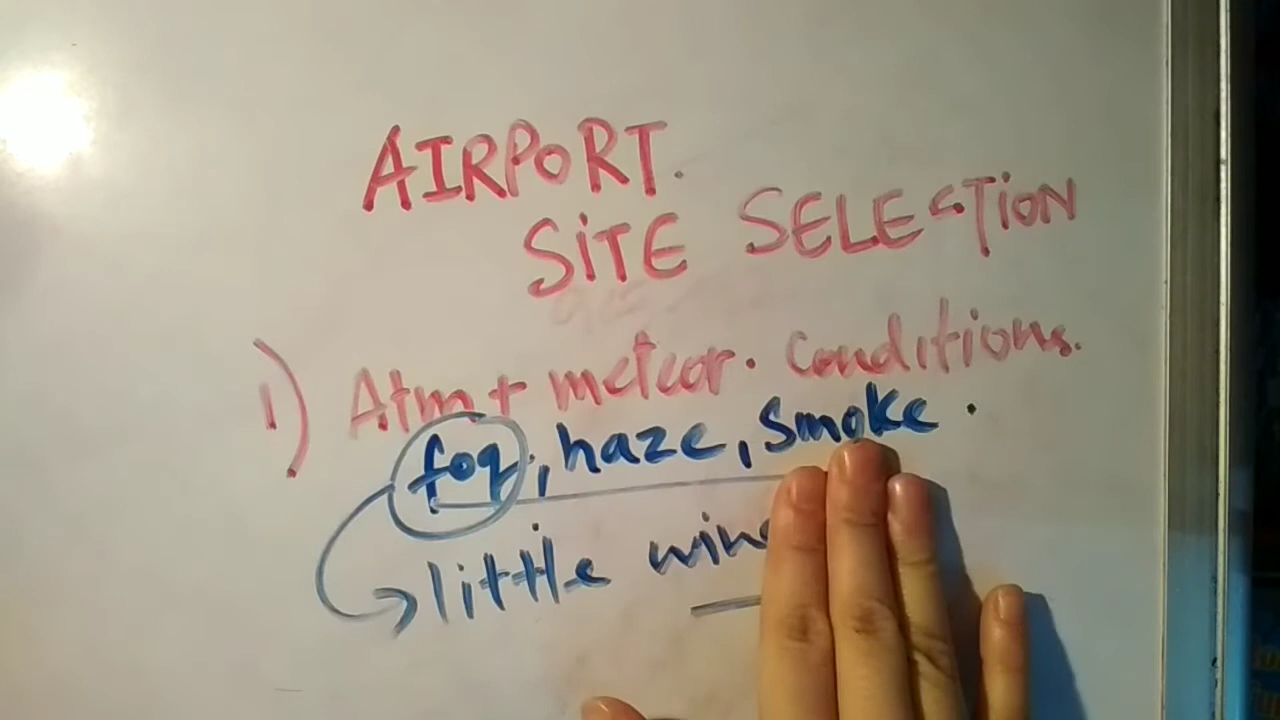 AIRPORT.
SiTE SELECTiON
1) Atm + meteor. Conditions.
fog, haze, smoke.
little